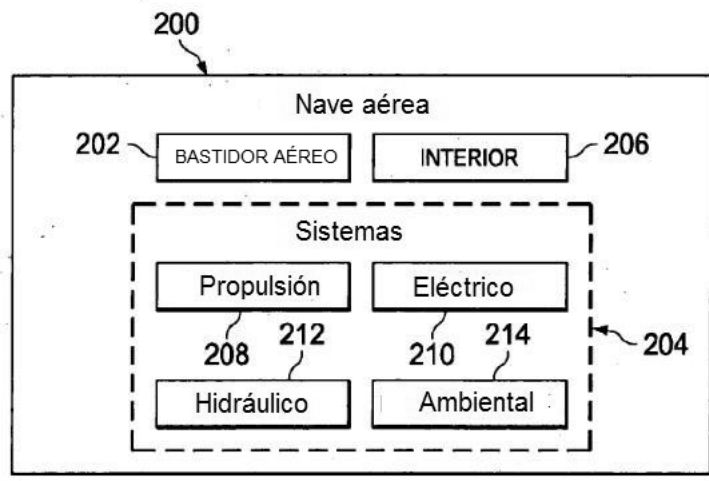 200
Nave aérea
202 BASTIDOR AÉREO INTERIOR 206
Sistemas
Propulsión Eléctrico
208 212 210 214 204
Hidráulico Ambiental